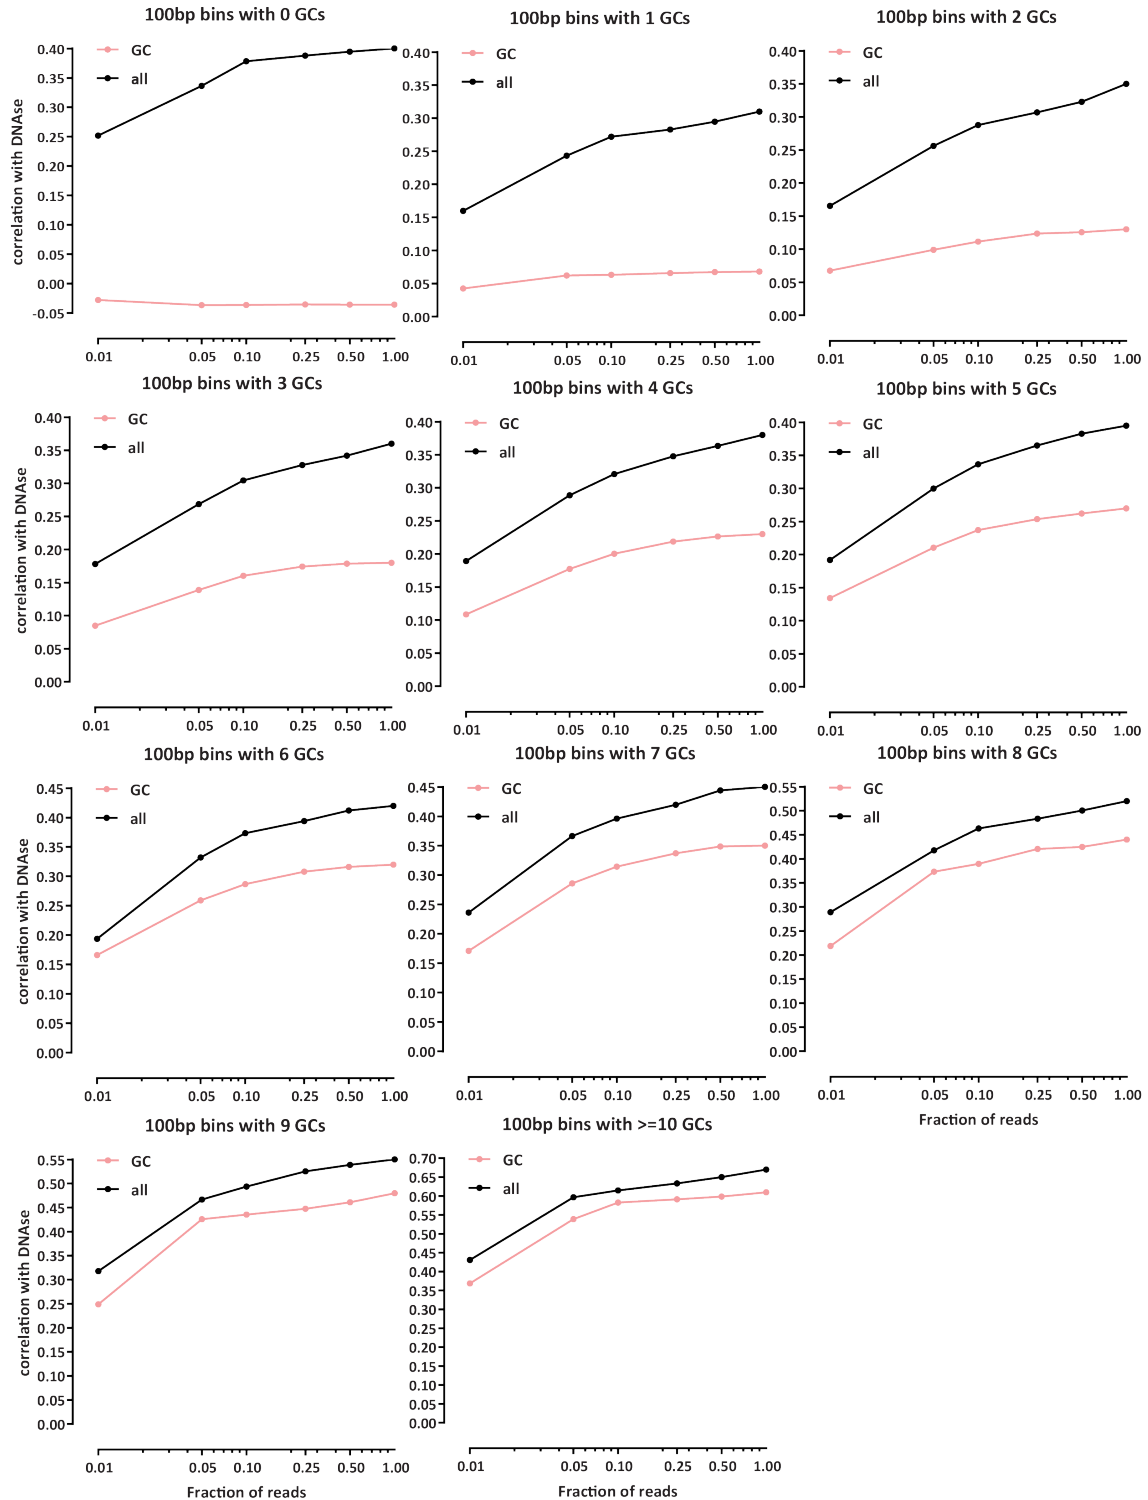 100bp bins with 0 GCs
GC
all
0.40
0.35
0.30
0.25
0.20
0.15
0.10
0.05
0.00
-0.05
correlation with DNAse
0.01 0.05 0.10 0.25 0.50 1.00
100bp bins with 1 GCs
GC
all
0.40
0.35
0.30
0.25
0.20
0.15
0.10
0.05
0.00
0.01 0.05 0.10 0.25 0.50 1.00
100bp bins with 2 GCs
GC
all
0.40
0.35
0.30
0.25
0.20
0.15
0.10
0.05
0.00
0.01 0.05 0.10 0.25 0.50 1.00
100bp bins with 3 GCs
GC
all
0.40
0.35
0.30
0.25
0.20
0.15
0.10
0.05
0.00
correlation with DNAse
0.01 0.05 0.10 0.25 0.50 1.00
100bp bins with 4 GCs
GC
all
0.40
0.35
0.30
0.25
0.20
0.15
0.10
0.05
0.00
0.01 0.05 0.10 0.25 0.50 1.00
100bp bins with 5 GCs
GC
all
0.40
0.35
0.30
0.25
0.20
0.15
0.10
0.05
0.00
0.01 0.05 0.10 0.25 0.50 1.00
100bp bins with 6 GCs
GC
all
0.45
0.40
0.35
0.30
0.25
0.20
0.15
0.10
0.05
0.00
correlation with DNAse
0.01 0.05 0.10 0.25 0.50 1.00
100bp bins with 7 GCs
GC
all
0.45
0.40
0.35
0.30
0.25
0.20
0.15
0.10
0.05
0.00
0.01 0.05 0.10 0.25 0.50 1.00
100bp bins with 8 GCs
GC
all
0.55
0.50
0.45
0.40
0.35
0.30
0.25
0.20
0.15
0.10
0.05
0.00
0.01 0.05 0.10 0.25 0.50 1.00
Fraction of reads
100bp bins with 9 GCs
GC
all
0.55
0.50
0.45
0.40
0.35
0.30
0.25
0.20
0.15
0.10
0.05
0.00
correlation with DNAse
0.01 0.05 0.10 0.25 0.50 1.00
Fraction of reads
100bp bins with >=10 GCs
GC
all
0.70
0.65
0.60
0.55
0.50
0.45
0.40
0.35
0.30
0.25
0.20
0.15
0.10
0.05
0.00
0.01 0.05 0.10 0.25 0.50 1.00
Fraction of reads